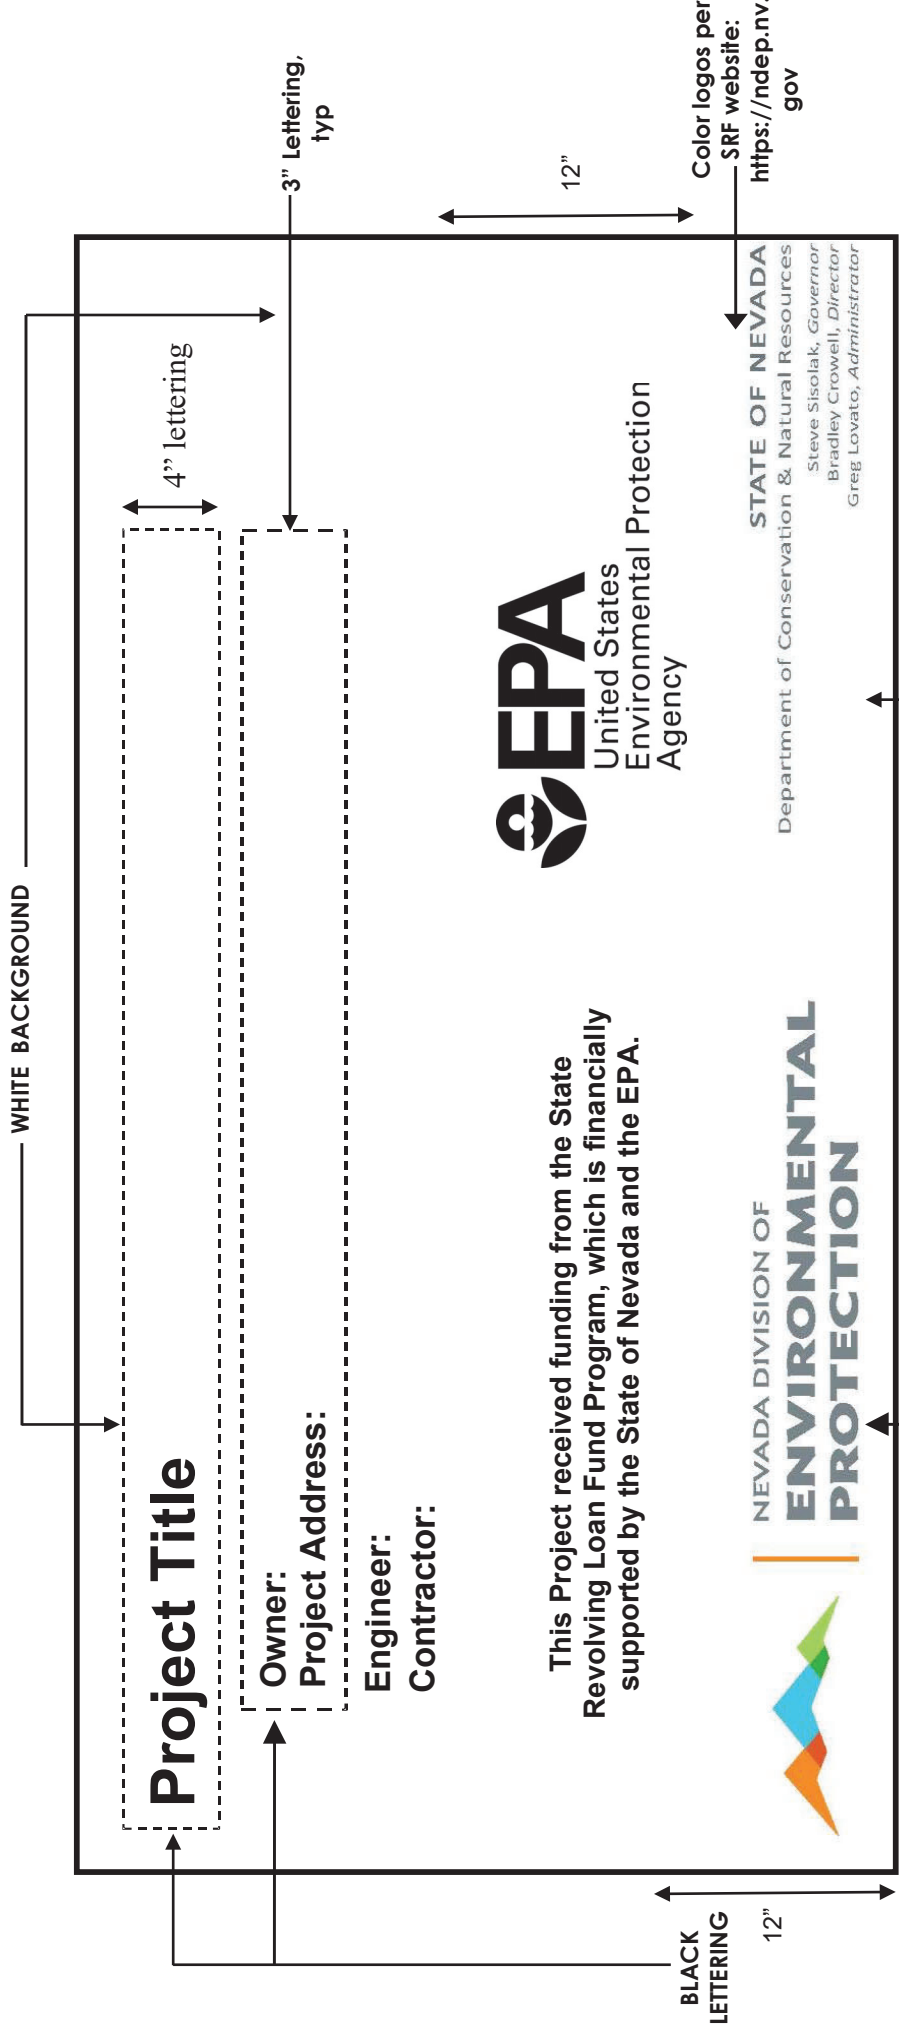 WHITE BACKGROUND
Project Title
4” lettering
Owner:
Project Address:
3” Lettering,
typ
Engineer:
Contractor:
12”
This Project received funding from the State
Revolving Loan Fund Program, which is financially
supported by the State of Nevada and the EPA.
EPA
United States
Environmental Protection
Agency
BLACK
LETTERING
12”
Color logos per
SRF website:
https://ndep.nv.
gov
NEVADA DIVISION OF
ENVIRONMENTAL
PROTECTION
STATE OF NEVADA
Department of Conservation & Natural Resources
Steve Sisolak, Governor
Bradley Crowell, Director
Greg Lovato, Administrator